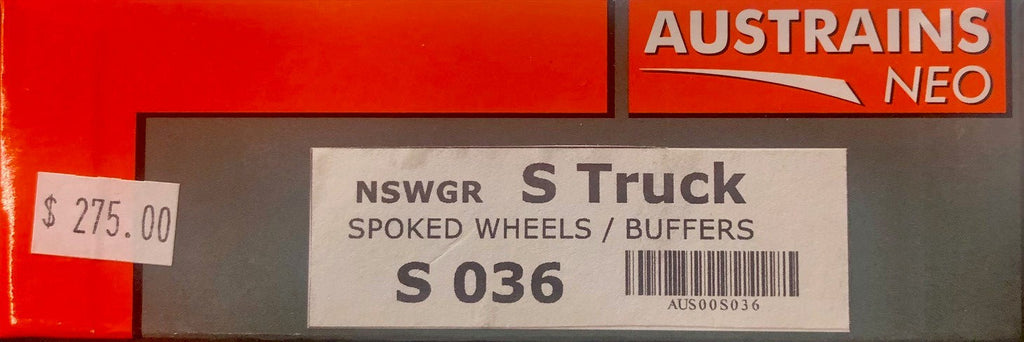 AUSTRAINS
NEO
$ 275.00
NSWGR S Truck
SPOKED WHEELS / BUFFERS
S 036
AUS00S036